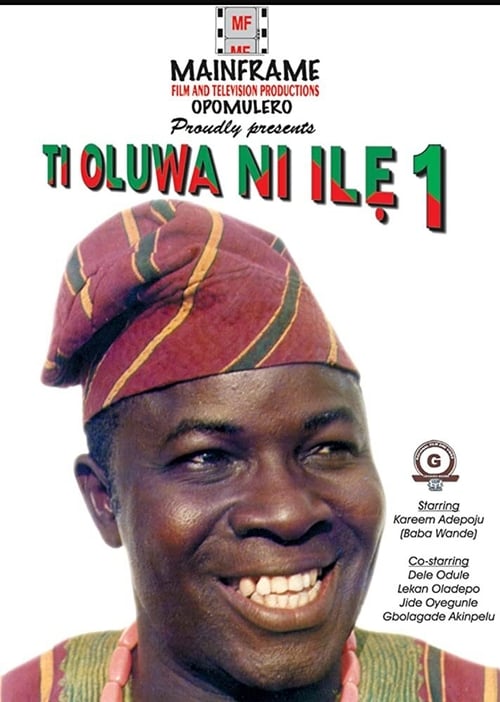 MF
MF
MAINFRAME
FILM AND TELEVISION PRODUCTIONS
OPOMULERO
Proudly presents
TI OLUWA NI ILẸ 1
G
Starring
Kareem Adepoju
(Baba Wande)
Co-starring
Dele Odule
Lekan Oladepo
Jide Oyegunle
Gbolagade Akinpelu